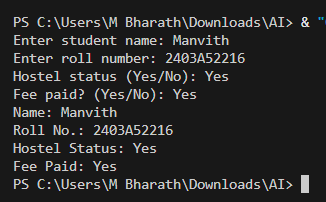 PS C:\Users\M Bharath\Downloads\AI> & "
Enter student name: Manvith
Enter roll number: 2403A52216
Hostel status (Yes/No): Yes
Fee paid? (Yes/No): Yes
Name: Manvith
Roll No.: 2403A52216
Hostel Status: Yes
Fee Paid: Yes
PS C:\Users\M Bharath\Downloads\AI>